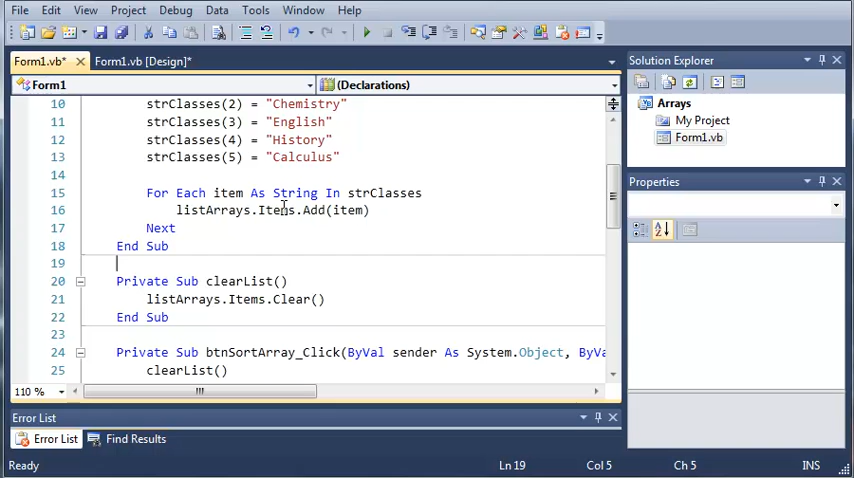 File Edit View Project Debug Data Tools Window Help
Form1.vb* Form1.vb [Design]*
Form1 (Declarations)
10 strClasses(2) = "Chemistry"
11 strClasses(3) = "English"
12 strClasses(4) = "History"
13 strClasses(5) = "Calculus"
14
15 For Each item As String In strClasses
16 listArrays.Items.Add(item)
17 Next
18 End Sub
19
20 Private Sub clearList()
21 listArrays.Items.Clear()
22 End Sub
23
24 Private Sub btnSortArray_Click(ByVal sender As System.Object, ByVa
25 clearList()
110 %
Solution Explorer
Arrays
My Project
Form1.vb
Properties
Error List
Error List Find Results
Ready Ln 19 Col 5 Ch 5 INS